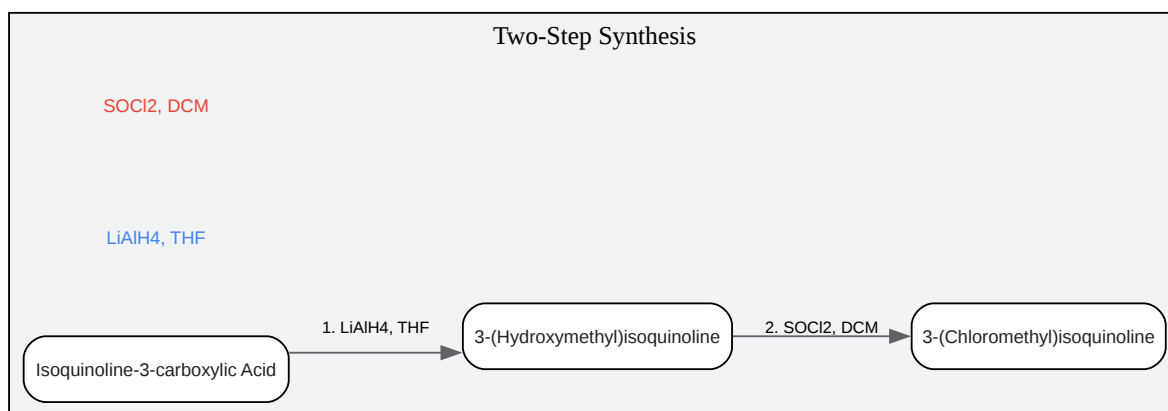 Two-Step Synthesis
SOCl2, DCM
LiAlH4, THF
1. LiAlH4, THF
3-(Hydroxymethyl)isoquinoline
2. SOCl2, DCM
3-(Chloromethyl)isoquinoline
Isoquinoline-3-carboxylic Acid